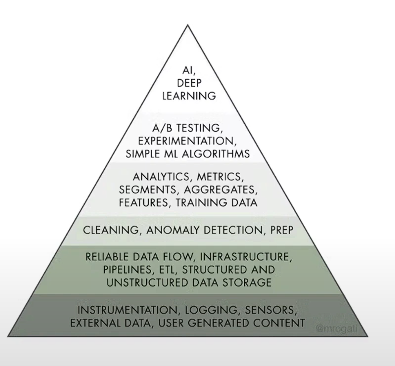 AI,
DEEP
LEARNING
A/B TESTING,
EXPERIMENTATION,
SIMPLE ML ALGORITHMS
ANALYTICS, METRICS,
SEGMENTS, AGGREGATES,
FEATURES, TRAINING DATA
CLEANING, ANOMALY DETECTION, PREP
RELIABLE DATA FLOW, INFRASTRUCTURE,
PIPELINES, ETL, STRUCTURED AND
UNSTRUCTURED DATA STORAGE
INSTRUMENTATION, LOGGING, SENSORS,
EXTERNAL DATA, USER GENERATED CONTENT
@mrogati